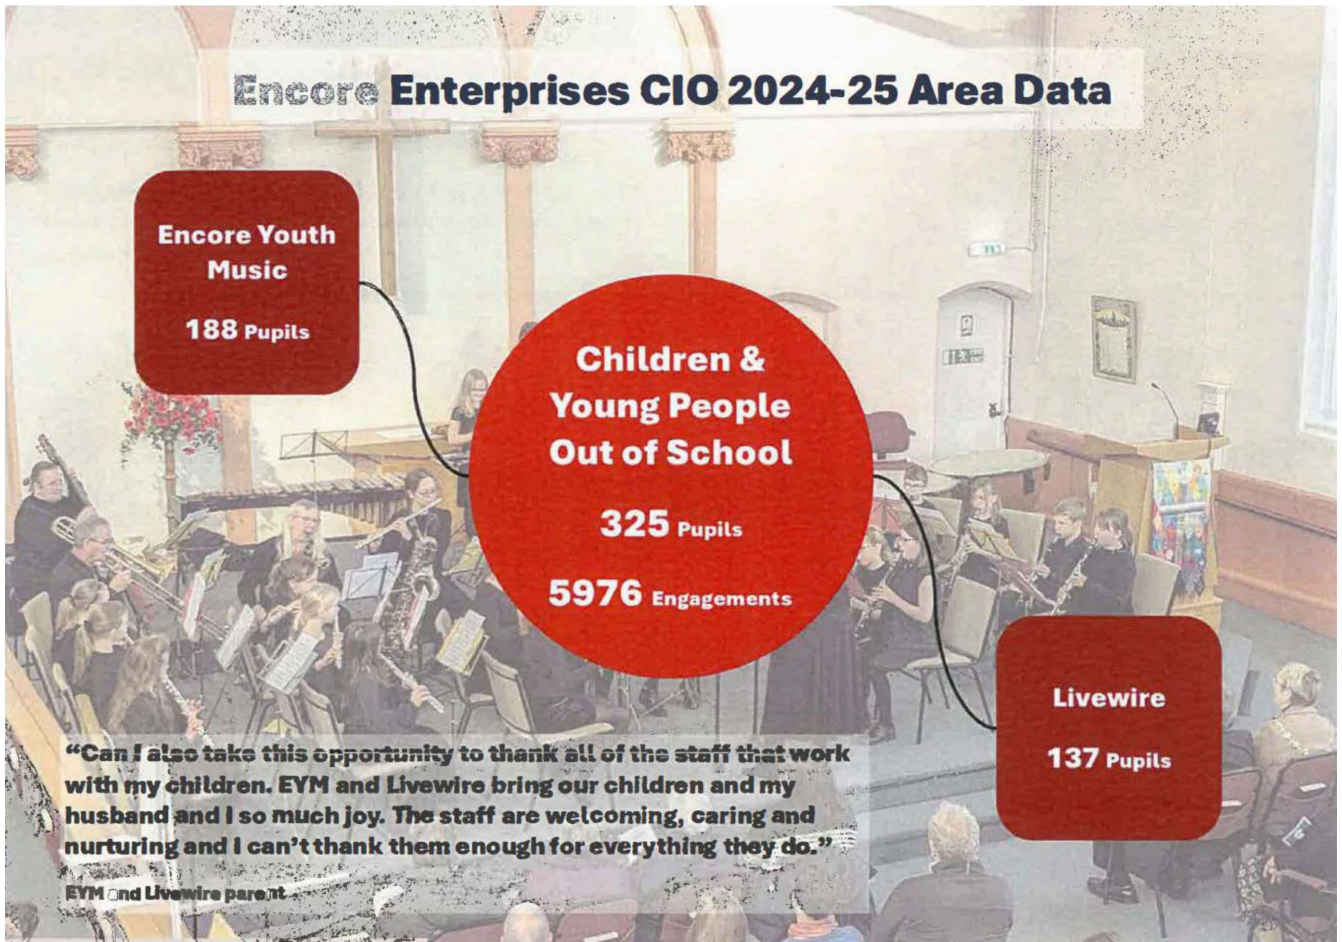 Encore Enterprises CIO 2024-25 Area Data
Encore Youth
Music
188 Pupils
Children &
Young People
Out of School
325 Pupils
5976 Engagements
Livewire
137 Pupils
“Can I also take this opportunity to thank all of the staff that work
with my children. EYM and Livewire bring our children and my
husband and I so much joy. The staff are welcoming, caring and
nurturing and I can’t thank them enough for everything they do.”
EYM and Livewire parent